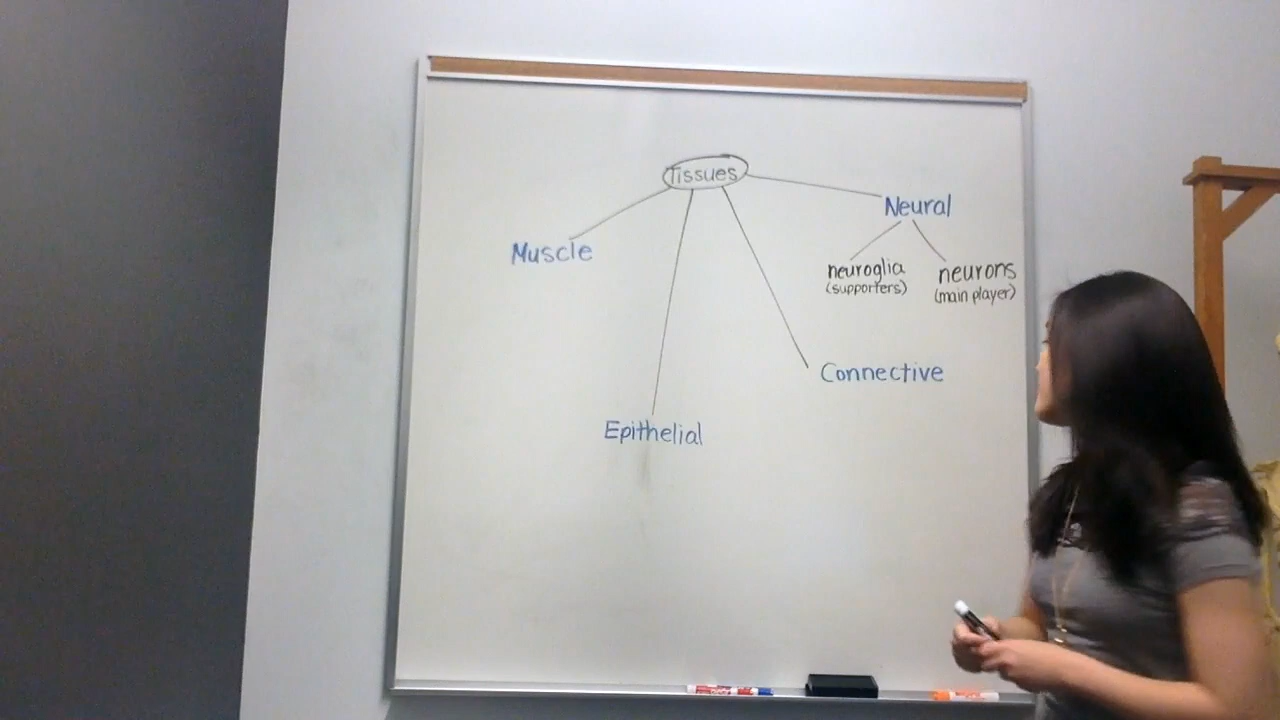 Tissues
Neural
Muscle
neuroglia
(supporters)
neurons
(main player)
Connective
Epithelial